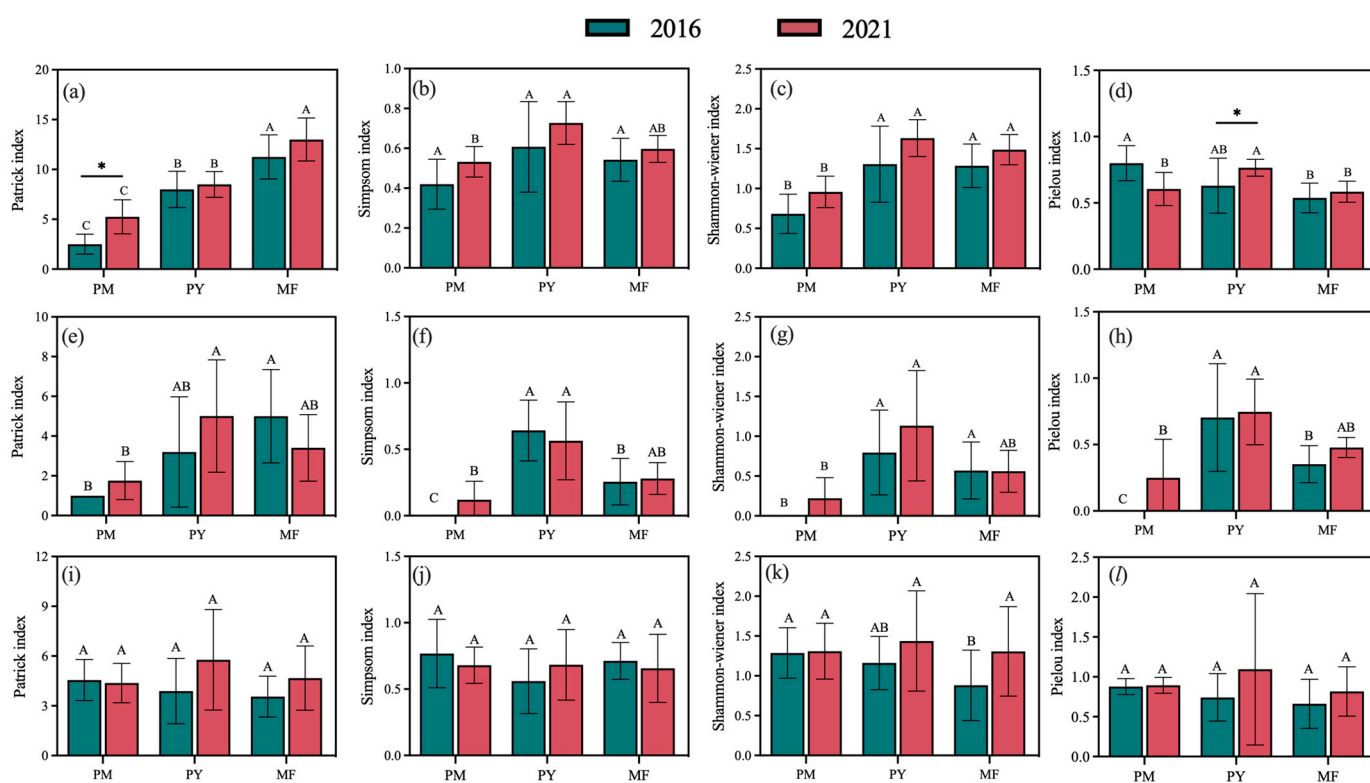 2016 2021
(a)
Patrick index
20
15
10
5
0
*
C C B B A A
PM PY MF
(b)
Simpsom index
1.0
0.8
0.6
0.4
0.2
0.0
A B A A A AB
PM PY MF
(c)
Shammon-wiener index
2.5
2.0
1.5
1.0
0.5
0.0
B B A A A A
PM PY MF
(d)
Pielou index
1.5
1.0
0.5
0.0
*
A B AB A B B
PM PY MF
(e)
Patrick index
10
8
6
4
2
0
B B AB A A AB
PM PY MF
(f)
Simpsom index
1.5
1.0
0.5
0.0
C B A A B AB
PM PY MF
(g)
Shammon-wiener index
2.5
2.0
1.5
1.0
0.5
0.0
B B A A A AB
PM PY MF
(h)
Pielou index
1.5
1.0
0.5
0.0
C B A A B AB
PM PY MF
(i)
Patrick index
12
9
6
3
0
A A A A A A
PM PY MF
(j)
Simpsom index
1.5
1.0
0.5
0.0
A A A A A A
PM PY MF
(k)
Shammon-wiener index
2.5
2.0
1.5
1.0
0.5
0.0
A A AB A B A
PM PY MF
(l)
Pielou index
2.5
2.0
1.5
1.0
0.5
0.0
A A A A A A
PM PY MF